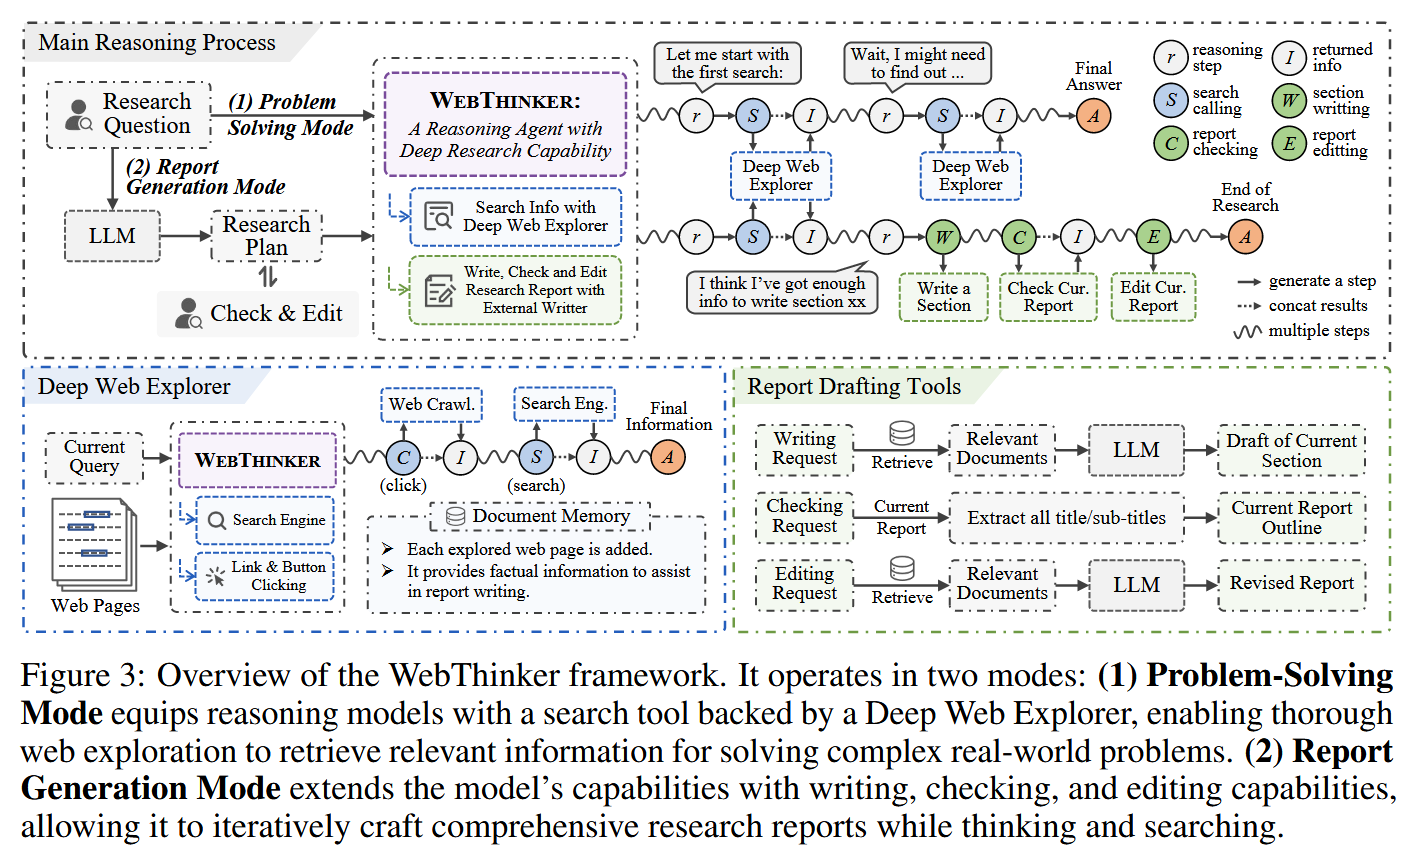 Main Reasoning Process
Research
Question
(1) Problem
Solving Mode
(2) Report
Generation Mode
LLM
Research
Plan
Check & Edit
WEBTHINKER:
A Reasoning Agent with
Deep Research Capability
Search Info with
Deep Web Explorer
Write, Check and Edit
Research Report with
External Writter
Let me start with
the first search:
Wait, I might need
to find out ...
Final
Answer
r
S
I
r
S
I
A
Deep Web
Explorer
Deep Web
Explorer
r
S
I
r
W
C
I
E
A
End of
Research
I think I've got enough
info to write section xx
Write a
Section
Check Cur.
Report
Edit Cur.
Report
r reasoning
step
I returned
info
S search
calling
W section
writting
C report
checking
E report
editting
generate a step
concat results
multiple steps
Deep Web Explorer
Current
Query
Web Pages
WEBTHINKER
Search Engine
Link & Button
Clicking
Web Crawl.
Search Eng.
Final
Information
C
I
S
I
A
(click)
(search)
Document Memory
➢ Each explored web page is added.
➢ It provides factual information to assist
in report writing.
Report Drafting Tools
Writing
Request
Retrieve
Relevant
Documents
LLM
Draft of Current
Section
Checking
Request
Current
Report
Extract all title/sub-titles
Current Report
Outline
Editing
Request
Retrieve
Relevant
Documents
LLM
Revised Report
Figure 3: Overview of the WebThinker framework. It operates in two modes: (1) Problem-Solving
Mode equips reasoning models with a search tool backed by a Deep Web Explorer, enabling thorough
web exploration to retrieve relevant information for solving complex real-world problems. (2) Report
Generation Mode extends the model's capabilities with writing, checking, and editing capabilities,
allowing it to iteratively craft comprehensive research reports while thinking and searching.